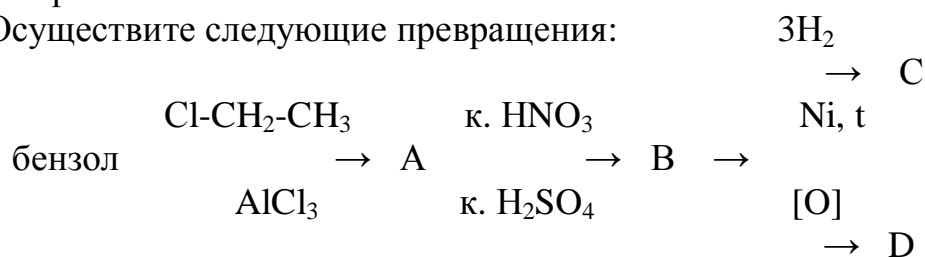 Осуществите следующие превращения: 3H₂
→ C
Cl-CH₂-CH₃ к. HNO₃ Ni, t
бензол → A → B →
AlCl₃ к. H₂SO₄ [O]
→ D